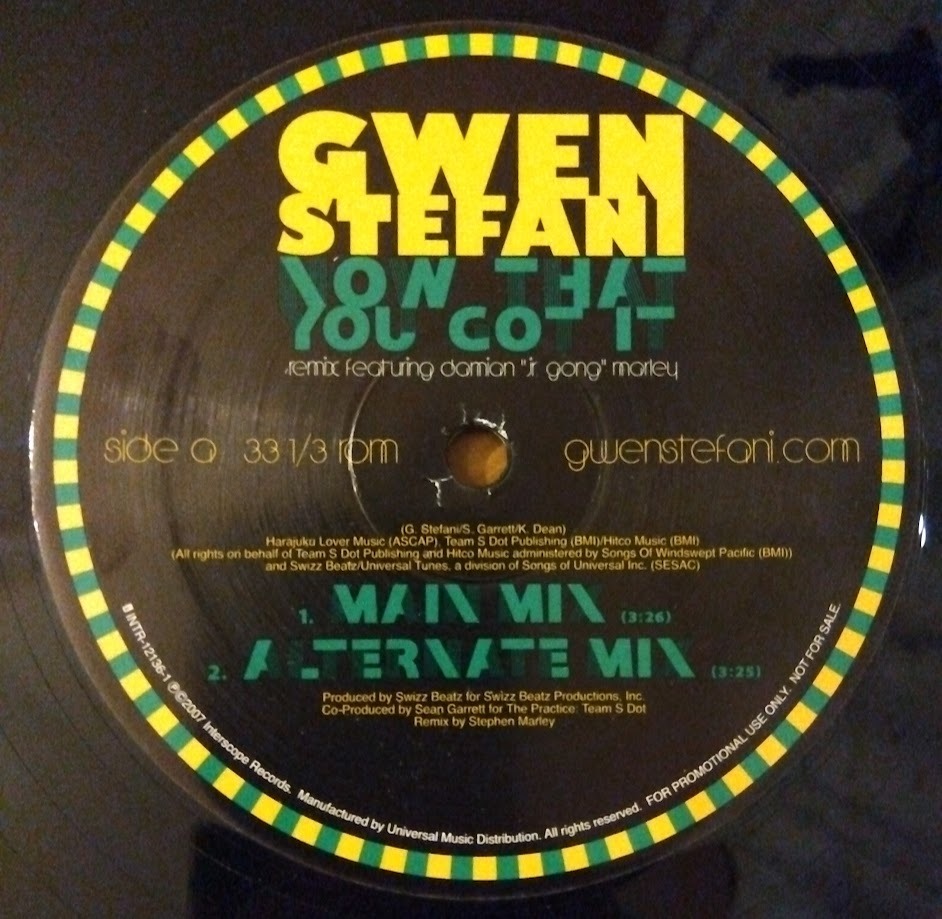 GWEN
STEFANI
NOW THAT
YOU GOT IT
remix featuring damian "jr gong" marley
side a 33 1/3 rpm
gwenstefani.com
(G. Stefani/S. Garrett/K. Dean)
Harajuku Lover Music (ASCAP), Team S Dot Publishing (BMI)/Hitco Music (BMI)
(All rights on behalf of Team S Dot Publishing and Hitco Music administered by Songs Of Windswept Pacific (BMI))
and Swizz Beatz/Universal Tunes, a division of Songs of Universal Inc. (SESAC)
1. MAIN MIX (3:26)
2. ALTERNATE MIX (3:25)
Produced by Swizz Beatz for Swizz Beatz Productions, Inc.
Co-Produced by Sean Garrett for The Practice: Team S Dot
Remix by Stephen Marley
INTR-12136-1 ℗©2007 Interscope Records. Manufactured by Universal Music Distribution. All rights reserved. FOR PROMOTIONAL USE ONLY. NOT FOR SALE.